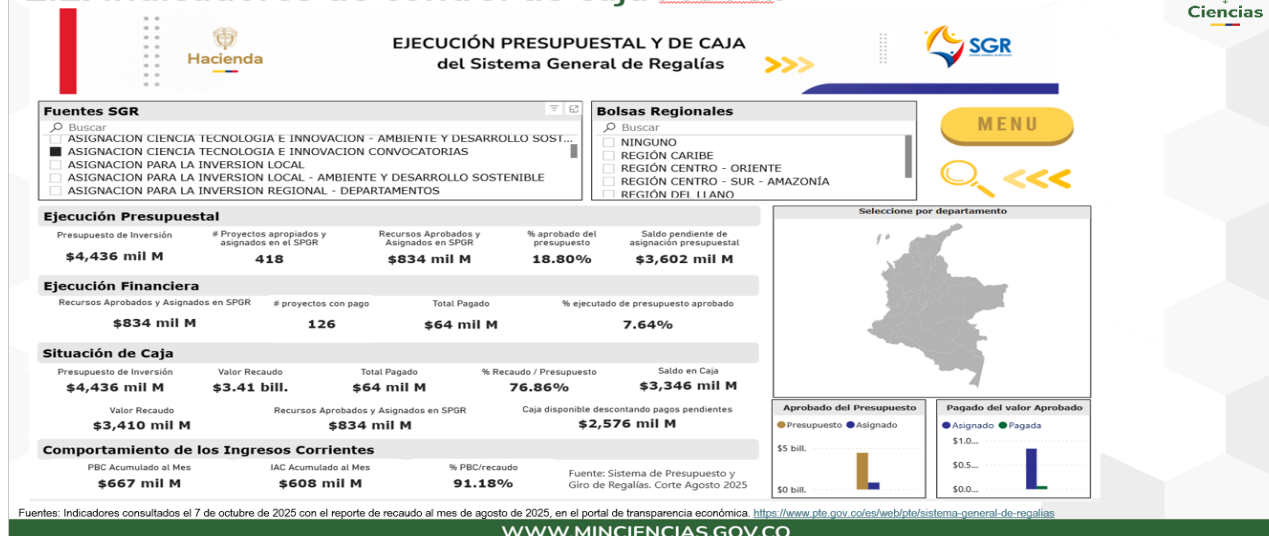 2.2. Indicadores de control de caja
Ciencias
Hacienda
EJECUCIÓN PRESUPUESTAL Y DE CAJA
del Sistema General de Regalías
SGR
Fuentes SGR
Buscar
ASIGNACION CIENCIA TECNOLOGIA E INNOVACION - AMBIENTE Y DESARROLLO SOST...
ASIGNACION CIENCIA TECNOLOGIA E INNOVACION CONVOCATORIAS
ASIGNACION PARA LA INVERSION LOCAL
ASIGNACION PARA LA INVERSION LOCAL - AMBIENTE Y DESARROLLO SOSTENIBLE
ASIGNACION PARA LA INVERSION REGIONAL - DEPARTAMENTOS
Bolsas Regionales
Buscar
NINGUNO
REGIÓN CARIBE
REGIÓN CENTRO - ORIENTE
REGIÓN CENTRO - SUR - AMAZONÍA
REGIÓN DEL LLANO
MENU
Ejecución Presupuestal
Presupuesto de Inversión
$4,436 mil M
# Proyectos apropiados y
asignados en el SPGR
418
Recursos Aprobados y
Asignados en SPGR
$834 mil M
% aprobado del
presupuesto
18.80%
Saldo pendiente de
asignación presupuestal
$3,602 mil M
Ejecución Financiera
Recursos Aprobados y Asignados en SPGR
$834 mil M
# proyectos con pago
126
Total Pagado
$64 mil M
% ejecutado de presupuesto aprobado
7.64%
Situación de Caja
Presupuesto de Inversión
$4,436 mil M
Valor Recaudo
$3.41 bill.
Total Pagado
$64 mil M
% Recaudo / Presupuesto
76.86%
Saldo en Caja
$3,346 mil M
Valor Recaudo
$3,410 mil M
Recursos Aprobados y Asignados en SPGR
$834 mil M
Caja disponible descontando pagos pendientes
$2,576 mil M
Comportamiento de los Ingresos Corrientes
PBC Acumulado al Mes
$667 mil M
IAC Acumulado al Mes
$608 mil M
% PBC/recaudo
91.18%
Fuente: Sistema de Presupuesto y
Giro de Regalías. Corte Agosto 2025
Seleccione por departamento
Aprobado del Presupuesto
Presupuesto Asignado
$5 bill.
$0 bill.
Pagado del valor Aprobado
Asignado Pagada
$1.0...
$0.5...
$0.0...
Fuentes: Indicadores consultados el 7 de octubre de 2025 con el reporte de recaudo al mes de agosto de 2025, en el portal de transparencia económica. https://www.pte.gov.co/es/web/pte/sistema-general-de-regalias
WWW.MINCIENCIAS.GOV.CO